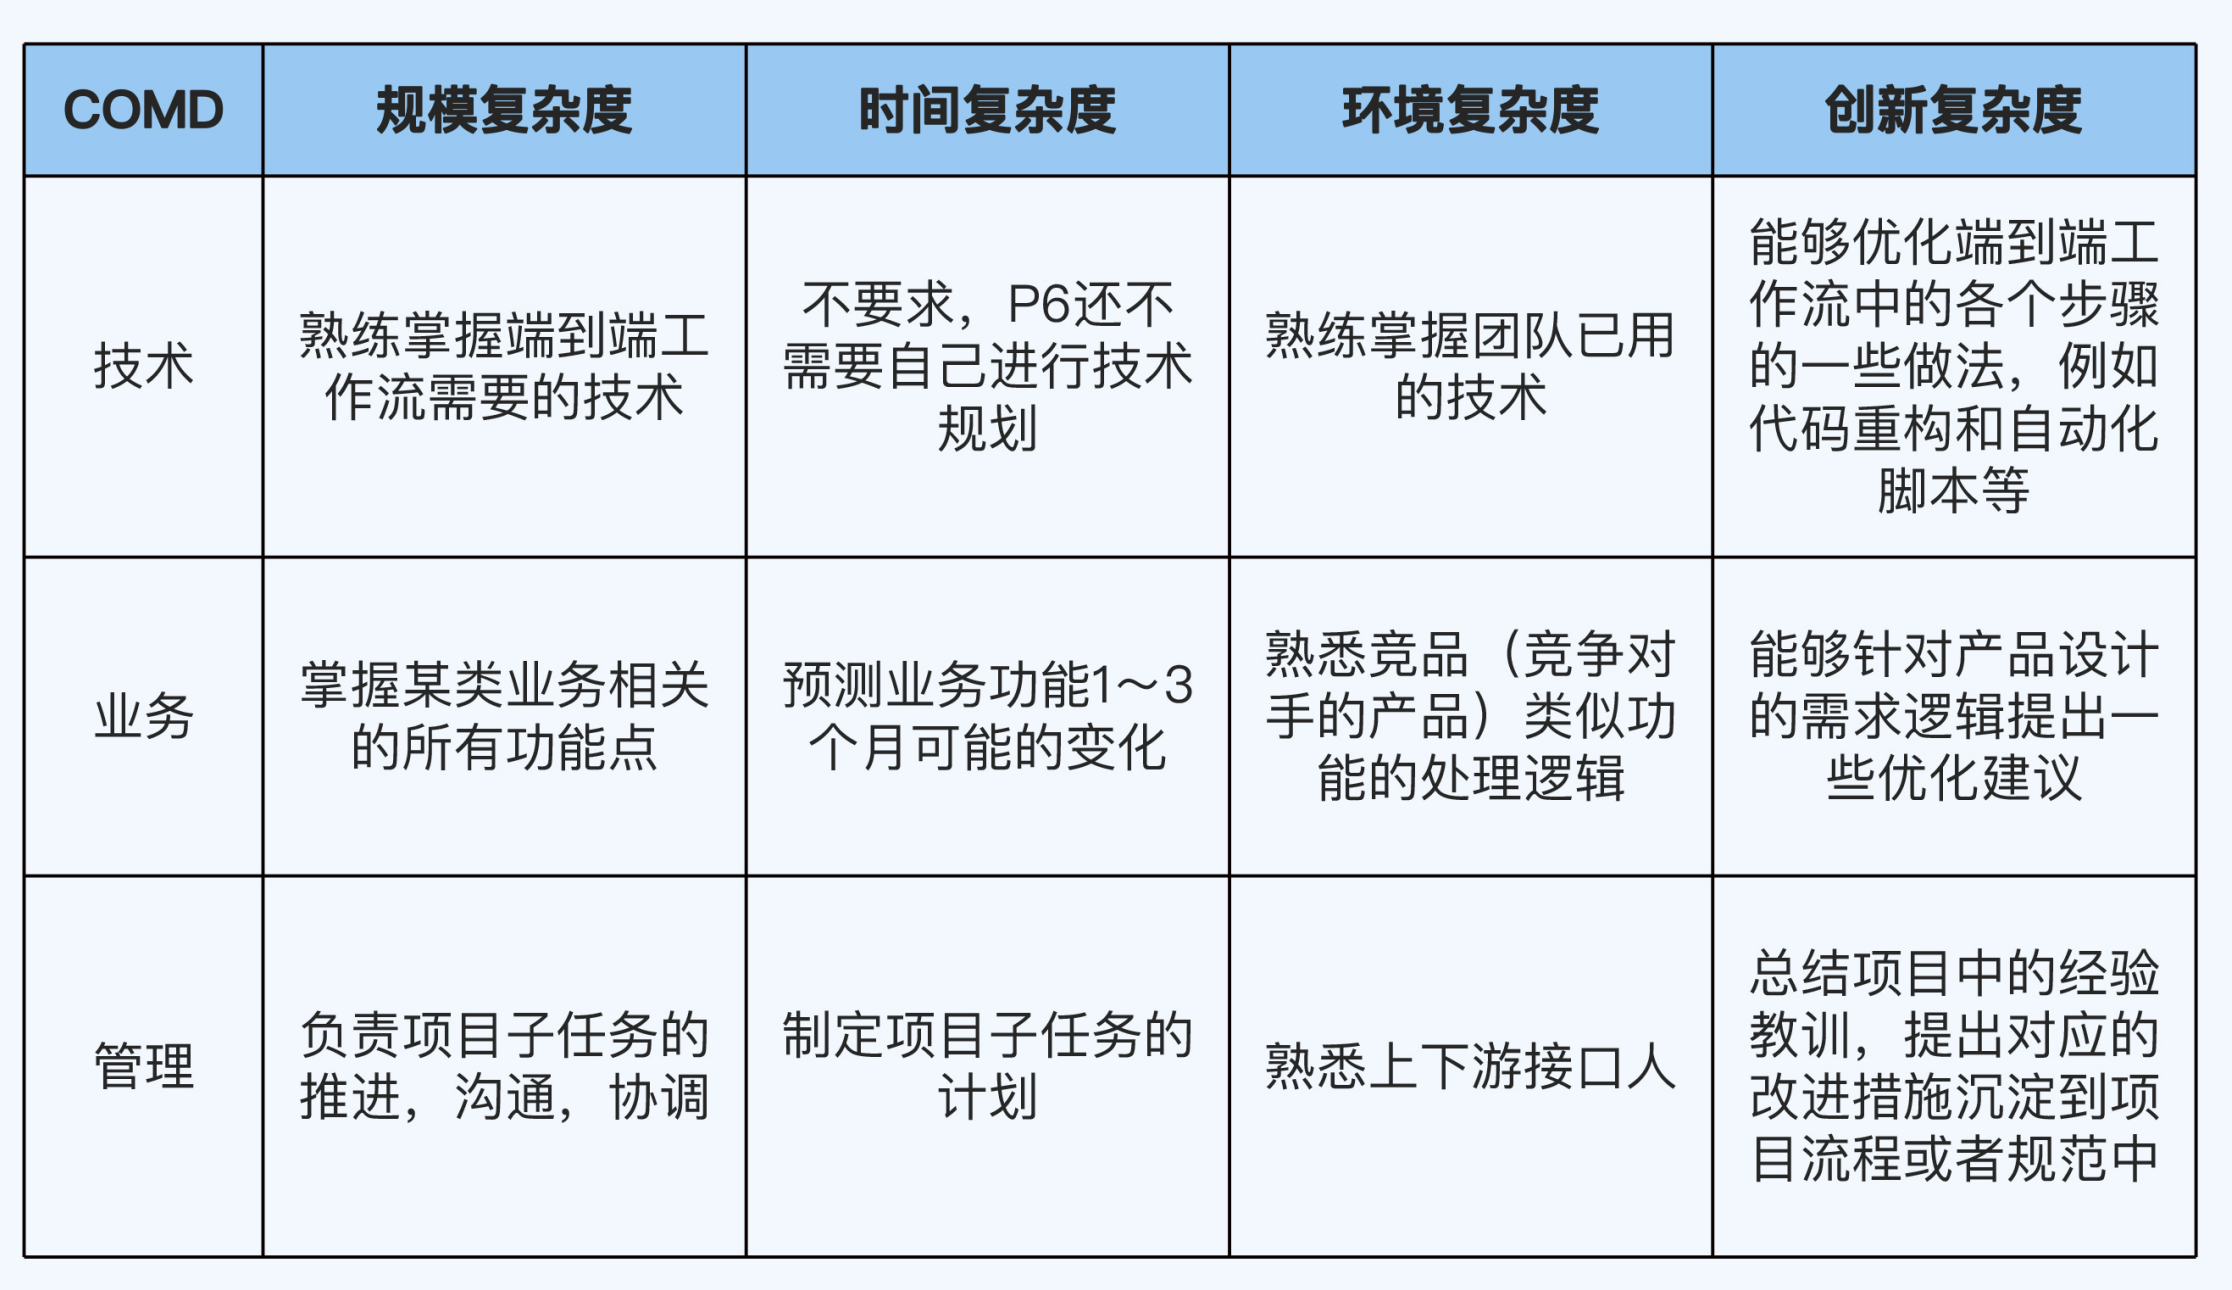 COMD
规模复杂度
时间复杂度
环境复杂度
创新复杂度
技术
熟练掌握端到端工
作流需要的技术
不要求，P6还不
需要自己进行技术
规划
熟练掌握团队已用
的技术
能够优化端到端工
作流中的各个步骤
的一些做法，例如
代码重构和自动化
脚本等
业务
掌握某类业务相关
的所有功能点
预测业务功能1～3
个月可能的变化
熟悉竞品（竞争对
手的产品）类似功
能的处理逻辑
能够针对产品设计
的需求逻辑提出一
些优化建议
管理
负责项目子任务的
推进，沟通，协调
制定项目子任务的
计划
熟悉上下游接口人
总结项目中的经验
教训，提出对应的
改进措施沉淀到项
目流程或者规范中